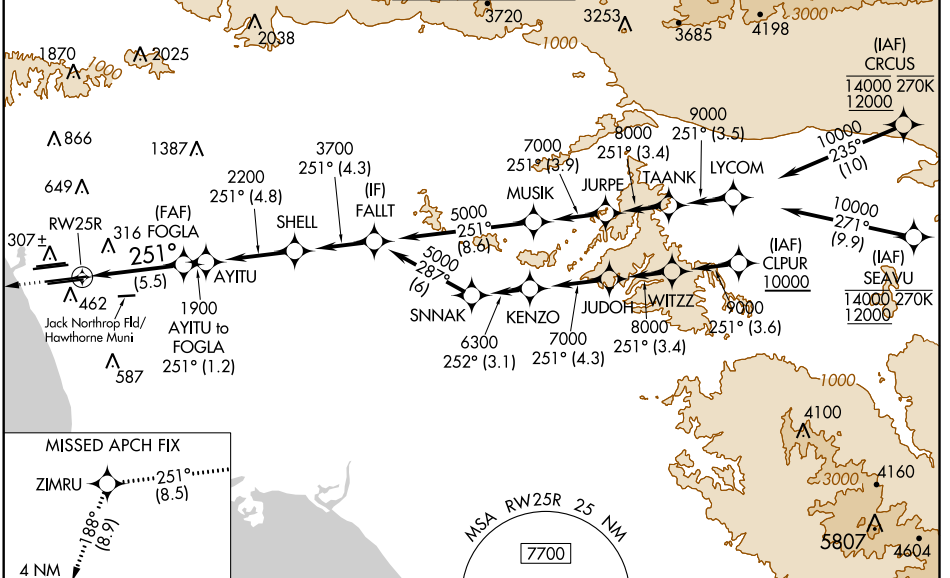 3720
3253
3685
4198
3000
1000
2038
2025
1870
1000
(IAF)
CRCUS
14000 270K
12000
10000
235°
(10)
9000
251° (3.5)
8000
251° (3.4)
7000
251° (3.9)
3700
251° (4.3)
2200
251° (4.8)
866
1387
649
LYCOM
TAANK
JURPE
MUSIK
(IF)
FALLT
SHELL
(FAF)
FOGLA
251°
(5.5)
RW25R
316
307 ±
5000
251°
(8.6)
10000
271°
(9.9)
(IAF)
SEAVU
14000 270K
12000
(IAF)
CLPUR
10000
5000
287°
(6)
AYITU
462
1900
AYITU to
FOGLA
251° (1.2)
Jack Northrop Fld/
Hawthorne Muni
587
SNNAK
KENZO
JUDOH
WITZZ
9000
251° (3.6)
8000
251° (3.4)
7000
251° (4.3)
6300
252° (3.1)
1000
4100
4160
3000
5807
4604
MISSED APCH FIX
ZIMRU
251°
(8.5)
188°
(8.9)
4 NM
MSA RW25R 25 NM
7700